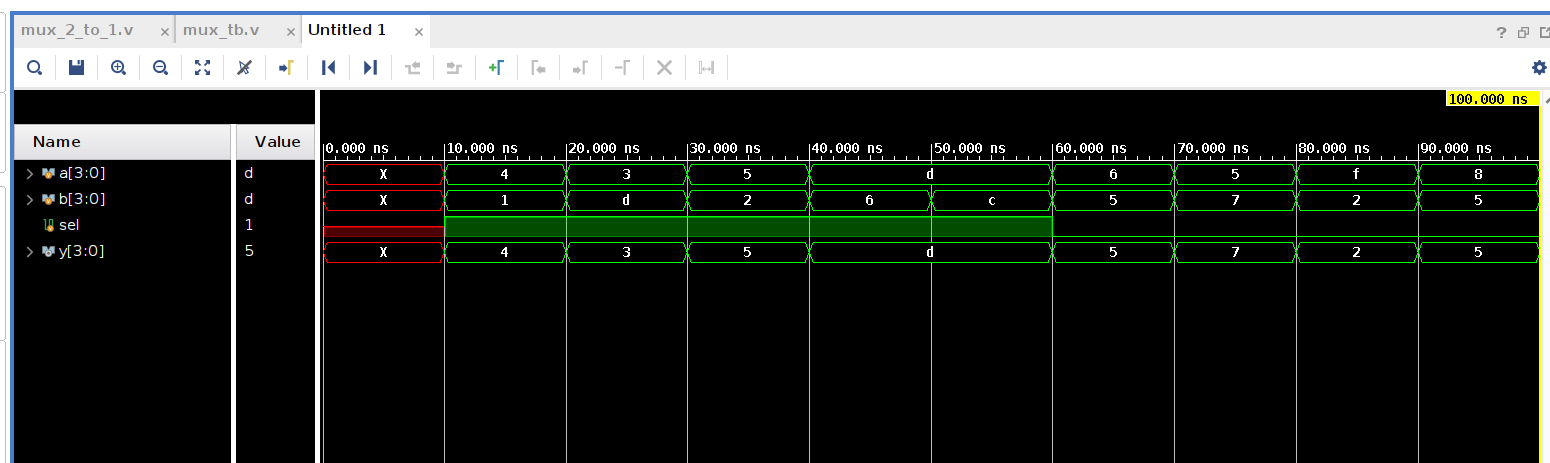 mux_2_to_1.v × mux_tb.v × Untitled 1 ×
?
100.000 ns
Name Value
0.000 ns 10.000 ns 20.000 ns 30.000 ns 40.000 ns 50.000 ns 60.000 ns 70.000 ns 80.000 ns 90.000 ns
a[3:0] d X 4 3 5 d 6 5 f 8
b[3:0] d X 1 d 2 6 c 5 7 2 5
sel 1
y[3:0] 5 X 4 3 5 d 5 7 2 5